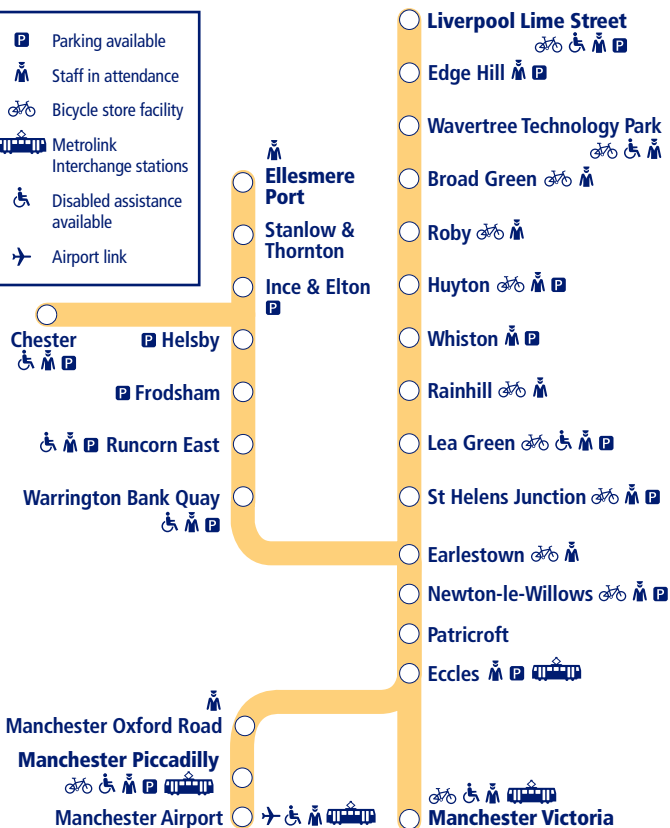 Parking available
Staff in attendance
Bicycle store facility
Metrolink
Interchange stations
Disabled assistance
available
Airport link
Liverpool Lime Street
P
Edge Hill P
Wavertree Technology Park
Broad Green
Roby
Huyton P
Whiston P
Rainhill
Lea Green P
St Helens Junction P
Earlestown
Newton-le-Willows P
Patricroft
Eccles P
Manchester Victoria
Ellesmere
Port
Stanlow &
Thornton
Ince & Elton
P
Chester
P
P Helsby
P Frodsham
P Runcorn East
Warrington Bank Quay
P
Manchester Oxford Road
Manchester Piccadilly
P
Manchester Airport